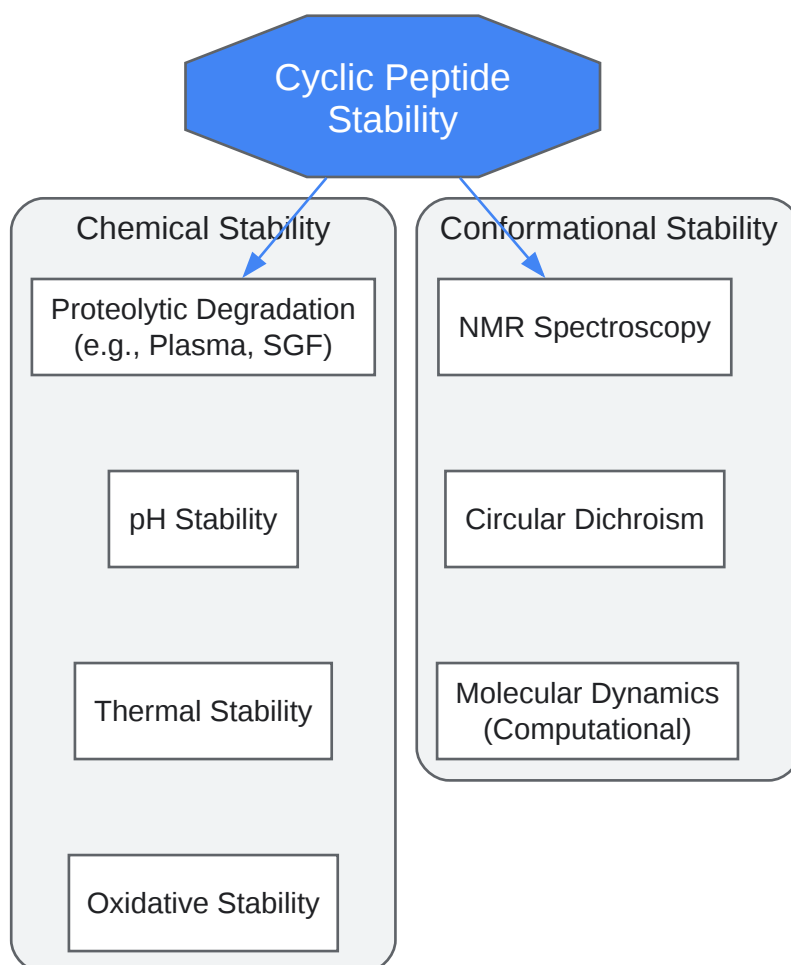 Cyclic Peptide
Stability
Chemical Stability
Proteolytic Degradation
(e.g., Plasma, SGF)
pH Stability
Thermal Stability
Oxidative Stability
Conformational Stability
NMR Spectroscopy
Circular Dichroism
Molecular Dynamics
(Computational)